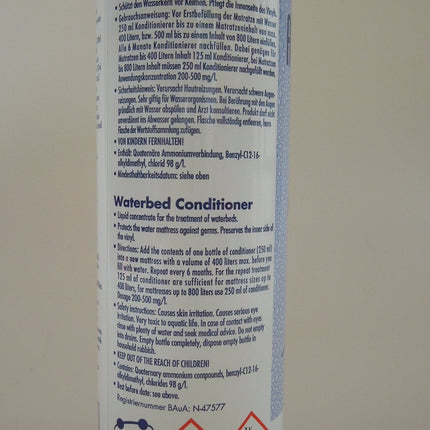 • Schützt den Wasserkern vor Keimen. Pflegt die Innenseite des Vinyls.
• Gebrauchsanweisung: Vor Erstbefüllung der Matratze mit Wasser
250 ml Konditionierer bis zu einem Matratzeninhalt von max.
400 Litern, bzw. 500 ml bis zu einem Inhalt von 800 Litern einfüllen.
Alle 6 Monate Konditionierer nachfüllen. Dabei genügen für
Matratzen bis 400 Litern Inhalt 125 ml Konditionierer, bei Matratzen
bis 800 Litern Inhalt müssen 250 ml Konditionierer nachgefüllt werden.
Anwendungskonzentration 200-500 mg/l.
• Sicherheitshinweise: Verursacht Hautreizungen. Verursacht schwere Augen-
reizungen. Sehr giftig für Wasserorganismen. Bei Berührung mit den Augen
gründlich mit Wasser abspülen und Arzt konsultieren. Produkt darf nicht
unverdünnt ins Abwasser gelangen. Flasche vollständig entleeren, leere
Flasche der Wertstoffsammlung zufügen.
• VON KINDERN FERNHALTEN!
• Enthält: Quaternäre Ammoniumverbindung, Benzyl-C12-16-
alkyldimethyl, chlorid 98 g/l.
• Mindesthaltbarkeitsdatum: siehe oben
Waterbed Conditioner
• Liquid concentrate for the treatment of waterbeds.
• Protects the water mattress against germs. Preserves the inner side of
the vinyl.
• Directions: Add the contents of one bottle of conditioner (250 ml)
into a new mattress with a volume of 400 liters max. before you
fill with water. Repeat every 6 months. For the repeat treatment
125 ml of conditioner are sufficient for mattress sizes up to
400 liters, for mattresses up to 800 liters use 250 ml of conditioner.
Dosage 200-500 mg/l.
• Safety instructions: Causes skin irritation. Causes serious eye
irritation. Very toxic to aquatic life. In case of contact with eyes
rinse with plenty of water and seek medical advice. Do not empty
into drains. Empty bottle completely, dispose empty bottle in
household rubbish.
• KEEP OUT OF THE REACH OF CHILDREN!
• Contains: Quaternary ammonium compounds, benzyl-C12-16-
alkyldimethyl, chlorides 98 g/l.
• Best before date: see above.
Registriernummer BAuA: N-47577